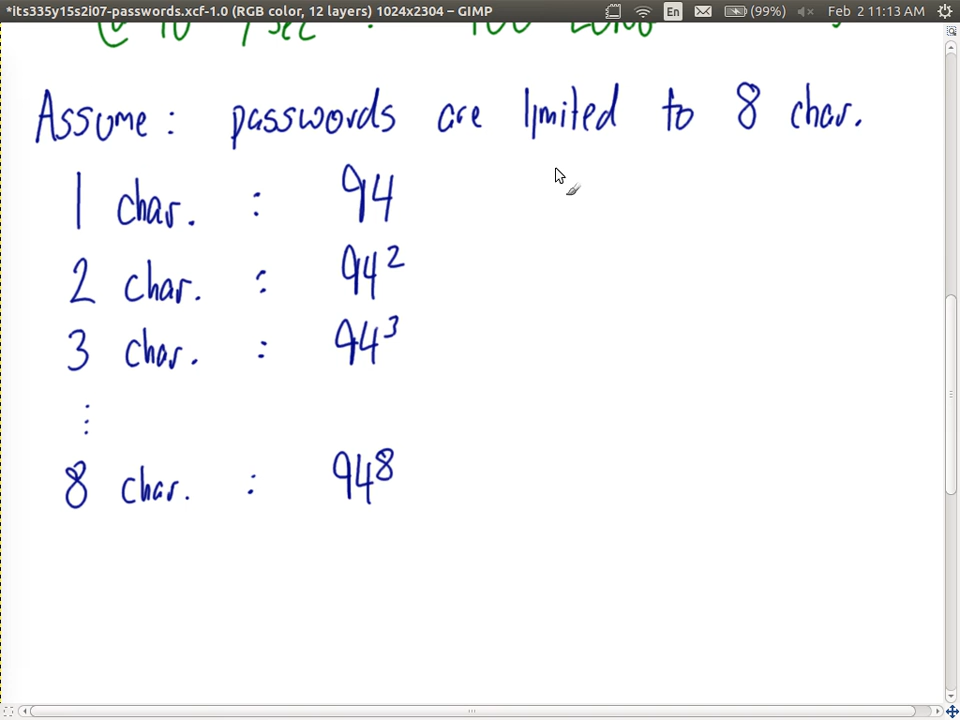 *its335y15s2i07-passwords.xcf-1.0 (RGB color, 12 layers) 1024x2304 – GIMP En (99%) Feb 2 11:13 AM
Assume: passwords are limited to 8 char.
1 char. : 94
2 char. : 94²
3 char. : 94³
⋮
8 char. : 94⁸